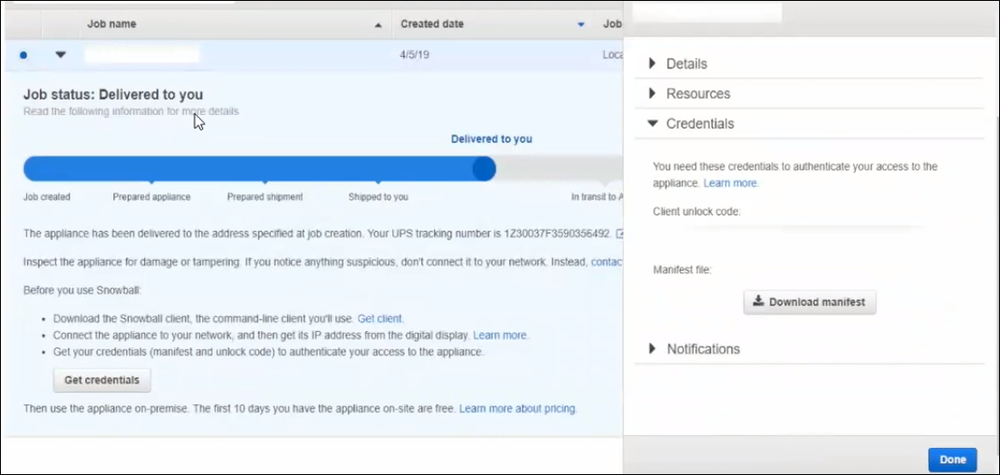 Job name
Created date
Job
4/5/19
Loca
Job status: Delivered to you
Read the following information for more details
Delivered to you
Job created
Prepared appliance
Prepared shipment
Shipped to you
In transit to A
The appliance has been delivered to the address specified at job creation. Your UPS tracking number is 1Z30037F3590356492.
Inspect the appliance for damage or tampering. If you notice anything suspicious, don't connect it to your network. Instead, contac
Before you use Snowball:
• Download the Snowball client, the command-line client you'll use. Get client.
• Connect the appliance to your network, and then get its IP address from the digital display. Learn more.
• Get your credentials (manifest and unlock code) to authenticate your access to the appliance.
Get credentials
Then use the appliance on-premise. The first 10 days you have the appliance on-site are free. Learn more about pricing.
Details
Resources
Credentials
You need these credentials to authenticate your access to the
appliance. Learn more.
Client unlock code:
Manifest file:
Download manifest
Notifications
Done